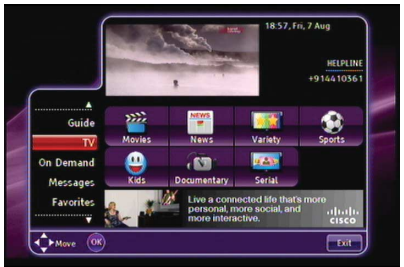 18:57, Fri, 7 Aug
HELPLINE
+914410361
Guide
TV
On Demand
Messages
Favorites
Movies
NEWS
News
Variety
Sports
Kids
Documentary
Serial
Live a connected life that's more
personal, more social, and
more interactive.
CISCO
Move
OK
Exit